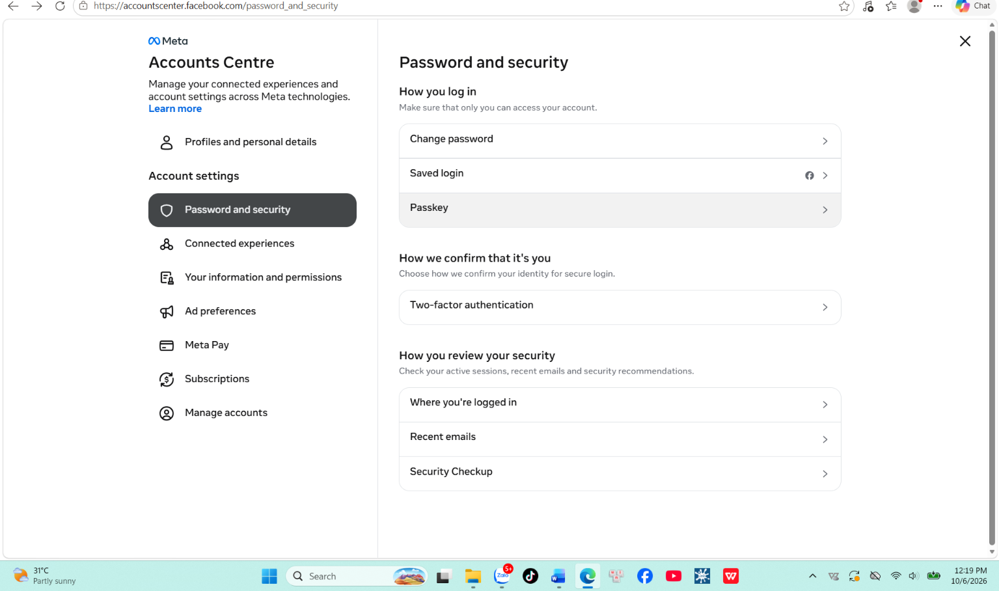 https://accountscenter.facebook.com/password_and_security
Chat
Meta
Accounts Centre
Manage your connected experiences and
account settings across Meta technologies.
Learn more
Profiles and personal details
Account settings
Password and security
Connected experiences
Your information and permissions
Ad preferences
Meta Pay
Subscriptions
Manage accounts
Password and security
How you log in
Make sure that only you can access your account.
Change password
Saved login
Passkey
How we confirm that it's you
Choose how we confirm your identity for secure login.
Two-factor authentication
How you review your security
Check your active sessions, recent emails and security recommendations.
Where you're logged in
Recent emails
Security Checkup
31°C
Partly sunny
Search
5+
Zalo
12:19 PM
10/6/2026